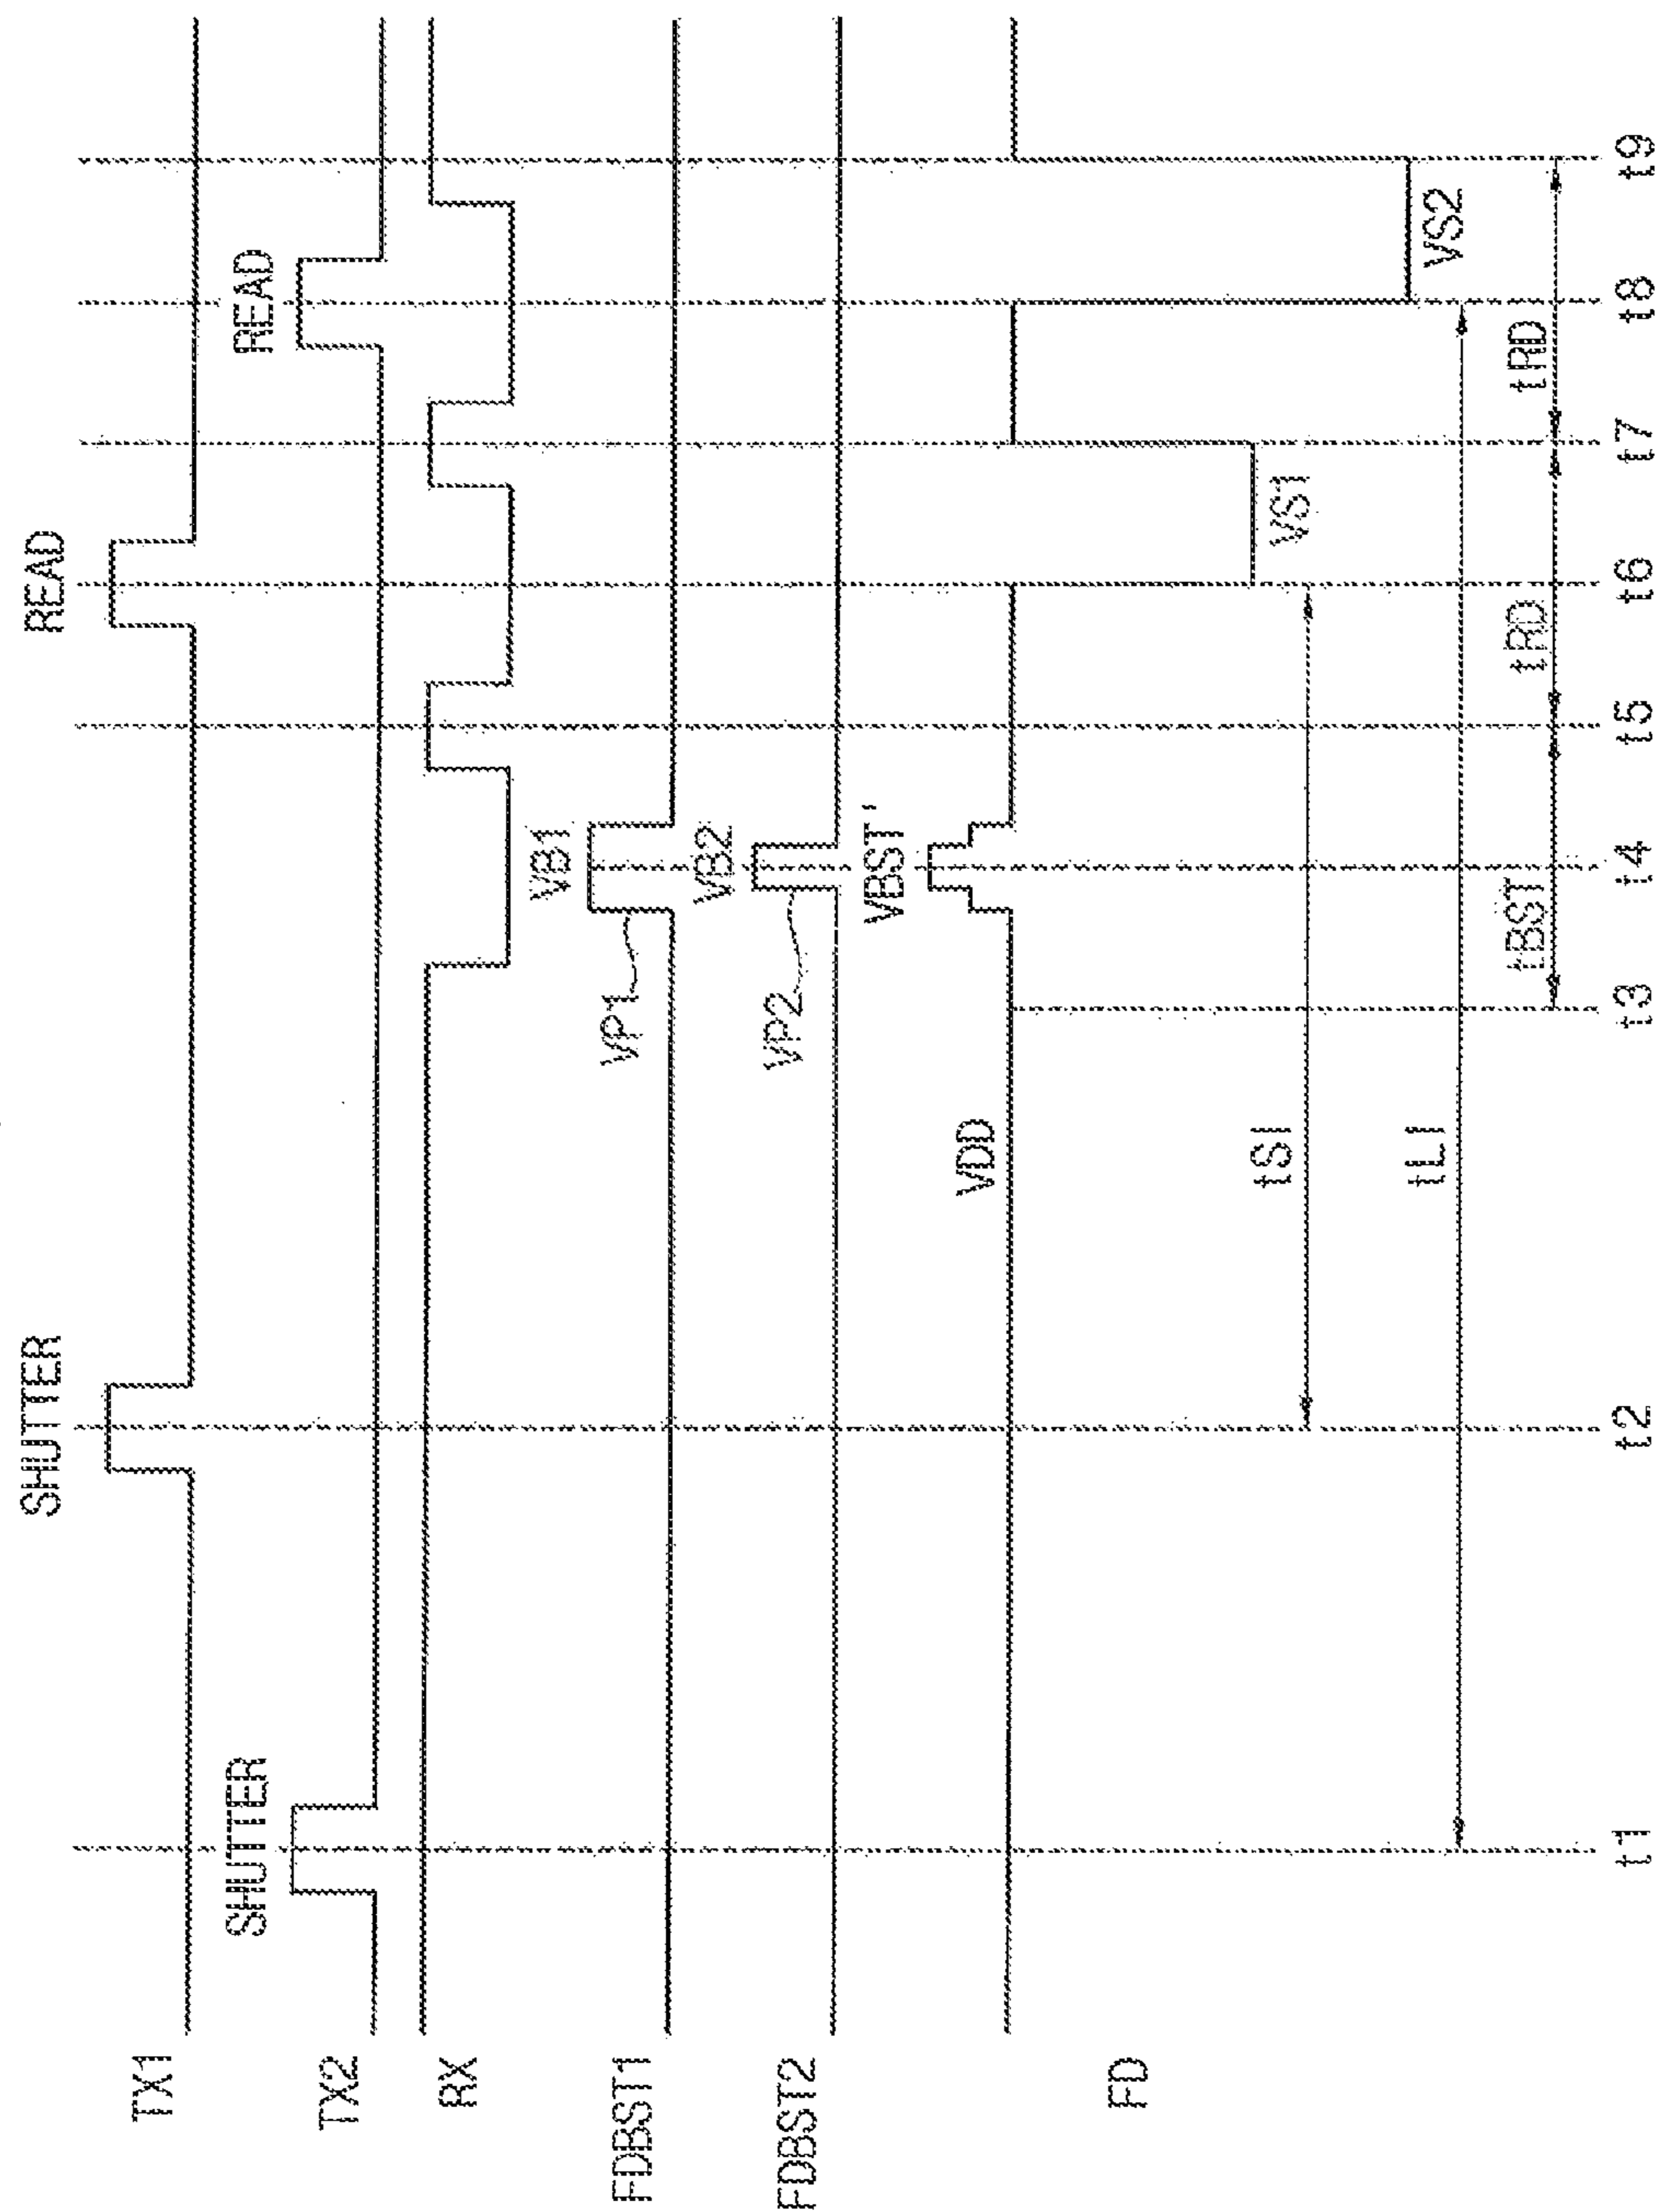 SHUTTER
READ
TX1
SHUTTER
READ
TX2
RX
VB1
VP1
FDBST1
VB2
VP2
FDBST2
VBST'
VDD
FD
VS1
VS2
tSI
tLI
tBST
tRD
tRD
t1
t2
t3
t4
t5
t6
t7
t8
t9